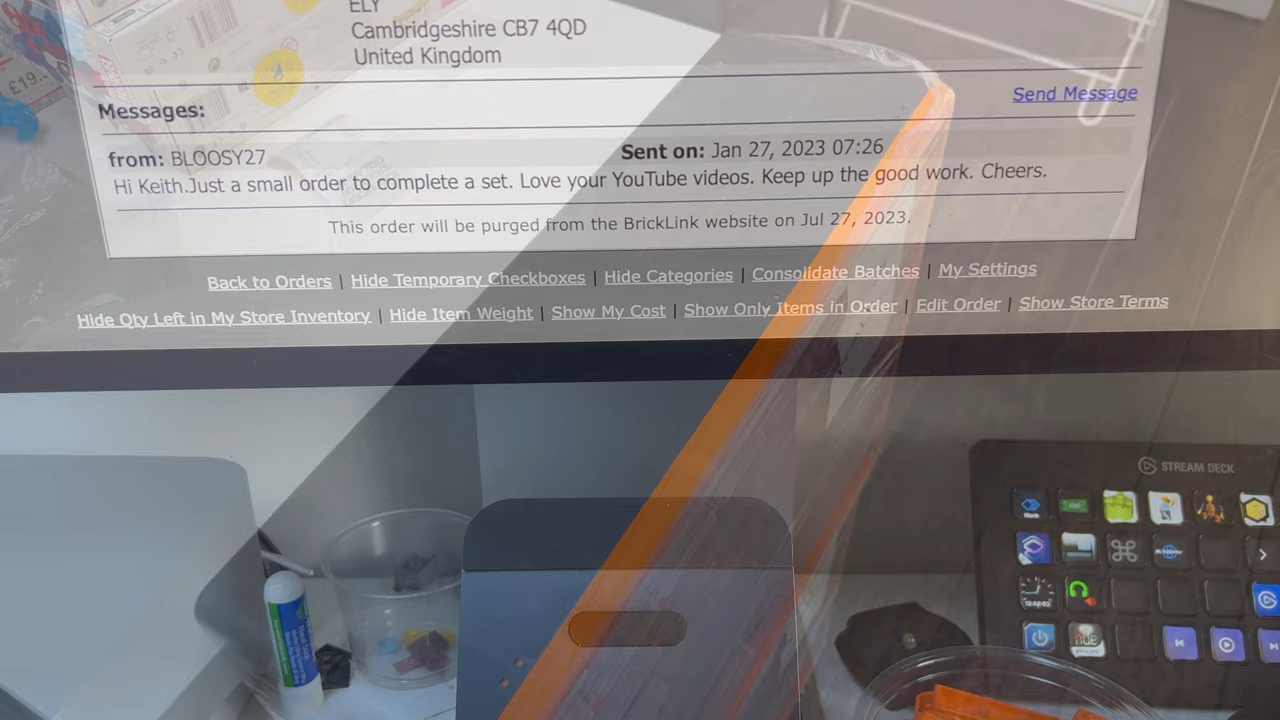 ELY
Cambridgeshire CB7 4QD
United Kingdom
£19.
Messages:
Send Message
from: BLOOSY27
Sent on: Jan 27, 2023 07:26
Hi Keith.Just a small order to complete a set. Love your YouTube videos. Keep up the good work. Cheers.
This order will be purged from the BrickLink website on Jul 27, 2023.
Back to Orders | Hide Temporary Checkboxes | Hide Categories | Consolidate Batches | My Settings
Hide Qty Left in My Store Inventory | Hide Item Weight | Show My Cost | Show Only Items in Order | Edit Order | Show Store Terms
STREAM DECK
Work
hue